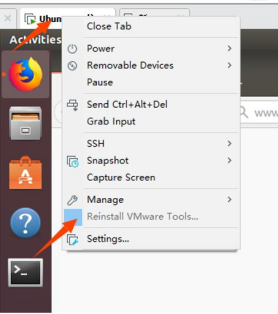 Ubun
Close Tab
Activities
Power
Removable Devices
Pause
Send Ctrl+Alt+Del
Grab Input
www
SSH
Snapshot
Capture Screen
Manage
Reinstall VMware Tools...
Settings...